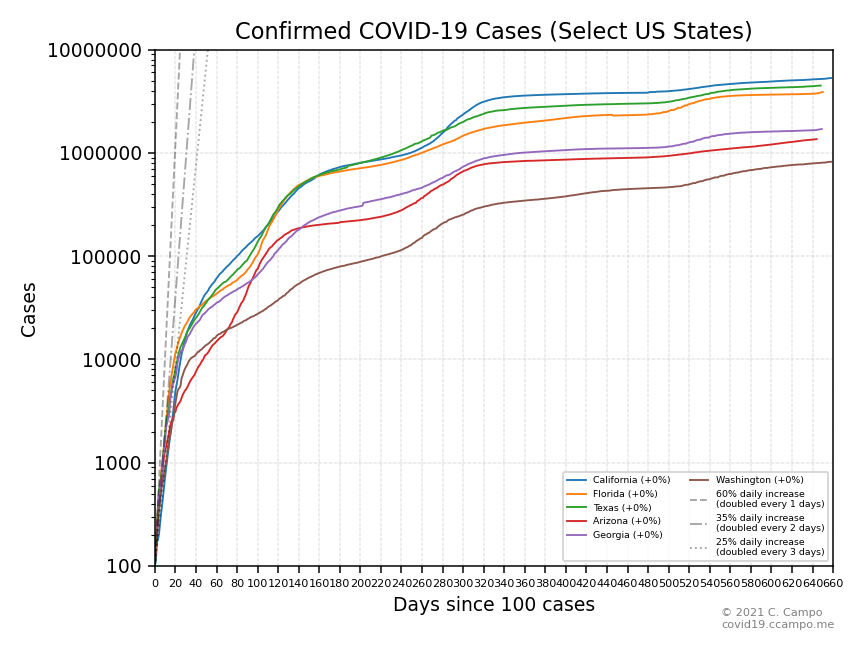 Confirmed COVID-19 Cases (Select US States)
10000000
1000000
100000
10000
1000
100
Cases
California (+0%)
Florida (+0%)
Texas (+0%)
Arizona (+0%)
Georgia (+0%)
Washington (+0%)
60% daily increase
(doubled every 1 days)
35% daily increase
(doubled every 2 days)
25% daily increase
(doubled every 3 days)
0 20 40 60 80 100 120 140 160 180 200 220 240 260 280 300 320 340 360 380 400 420 440 460 480 500 520 540 560 580 600 620 640 660
Days since 100 cases
© 2021 C. Campo
covid19.ccampo.me